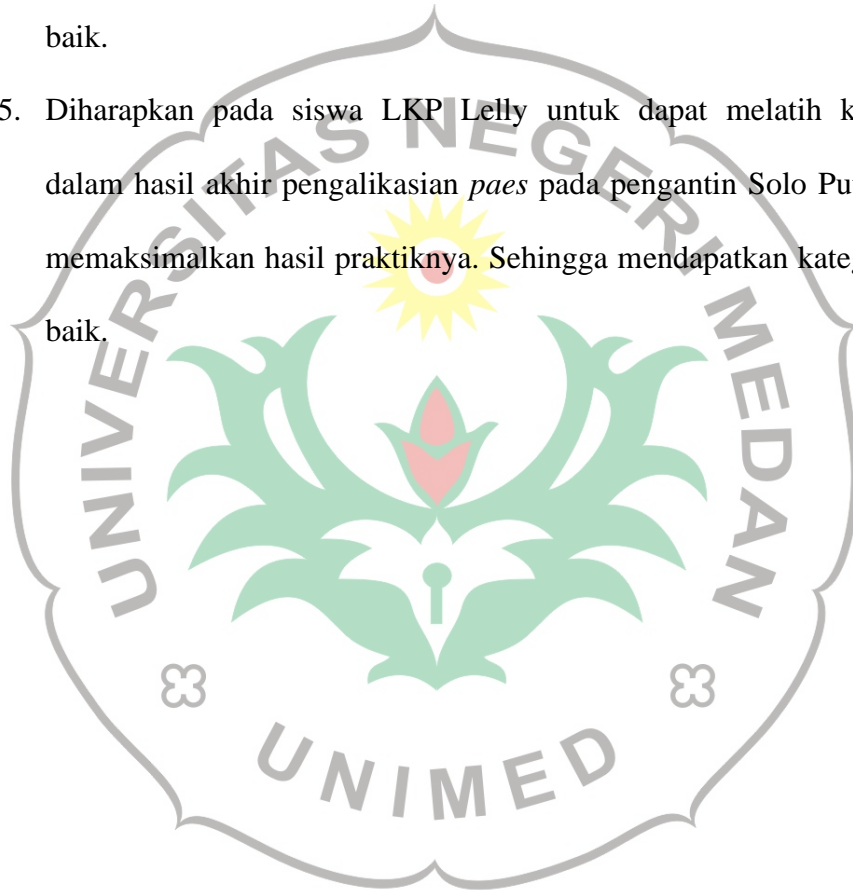 baik.
5. Diharapkan pada siswa LKP Lelly untuk dapat melatih k
dalam hasil akhir pengalikasian paes pada pengantin Solo Pu
memaksimalkan hasil praktiknya. Sehingga mendapatkan kate
baik.
UNIVERSITAS NEGERI MEDAN
UNIMED